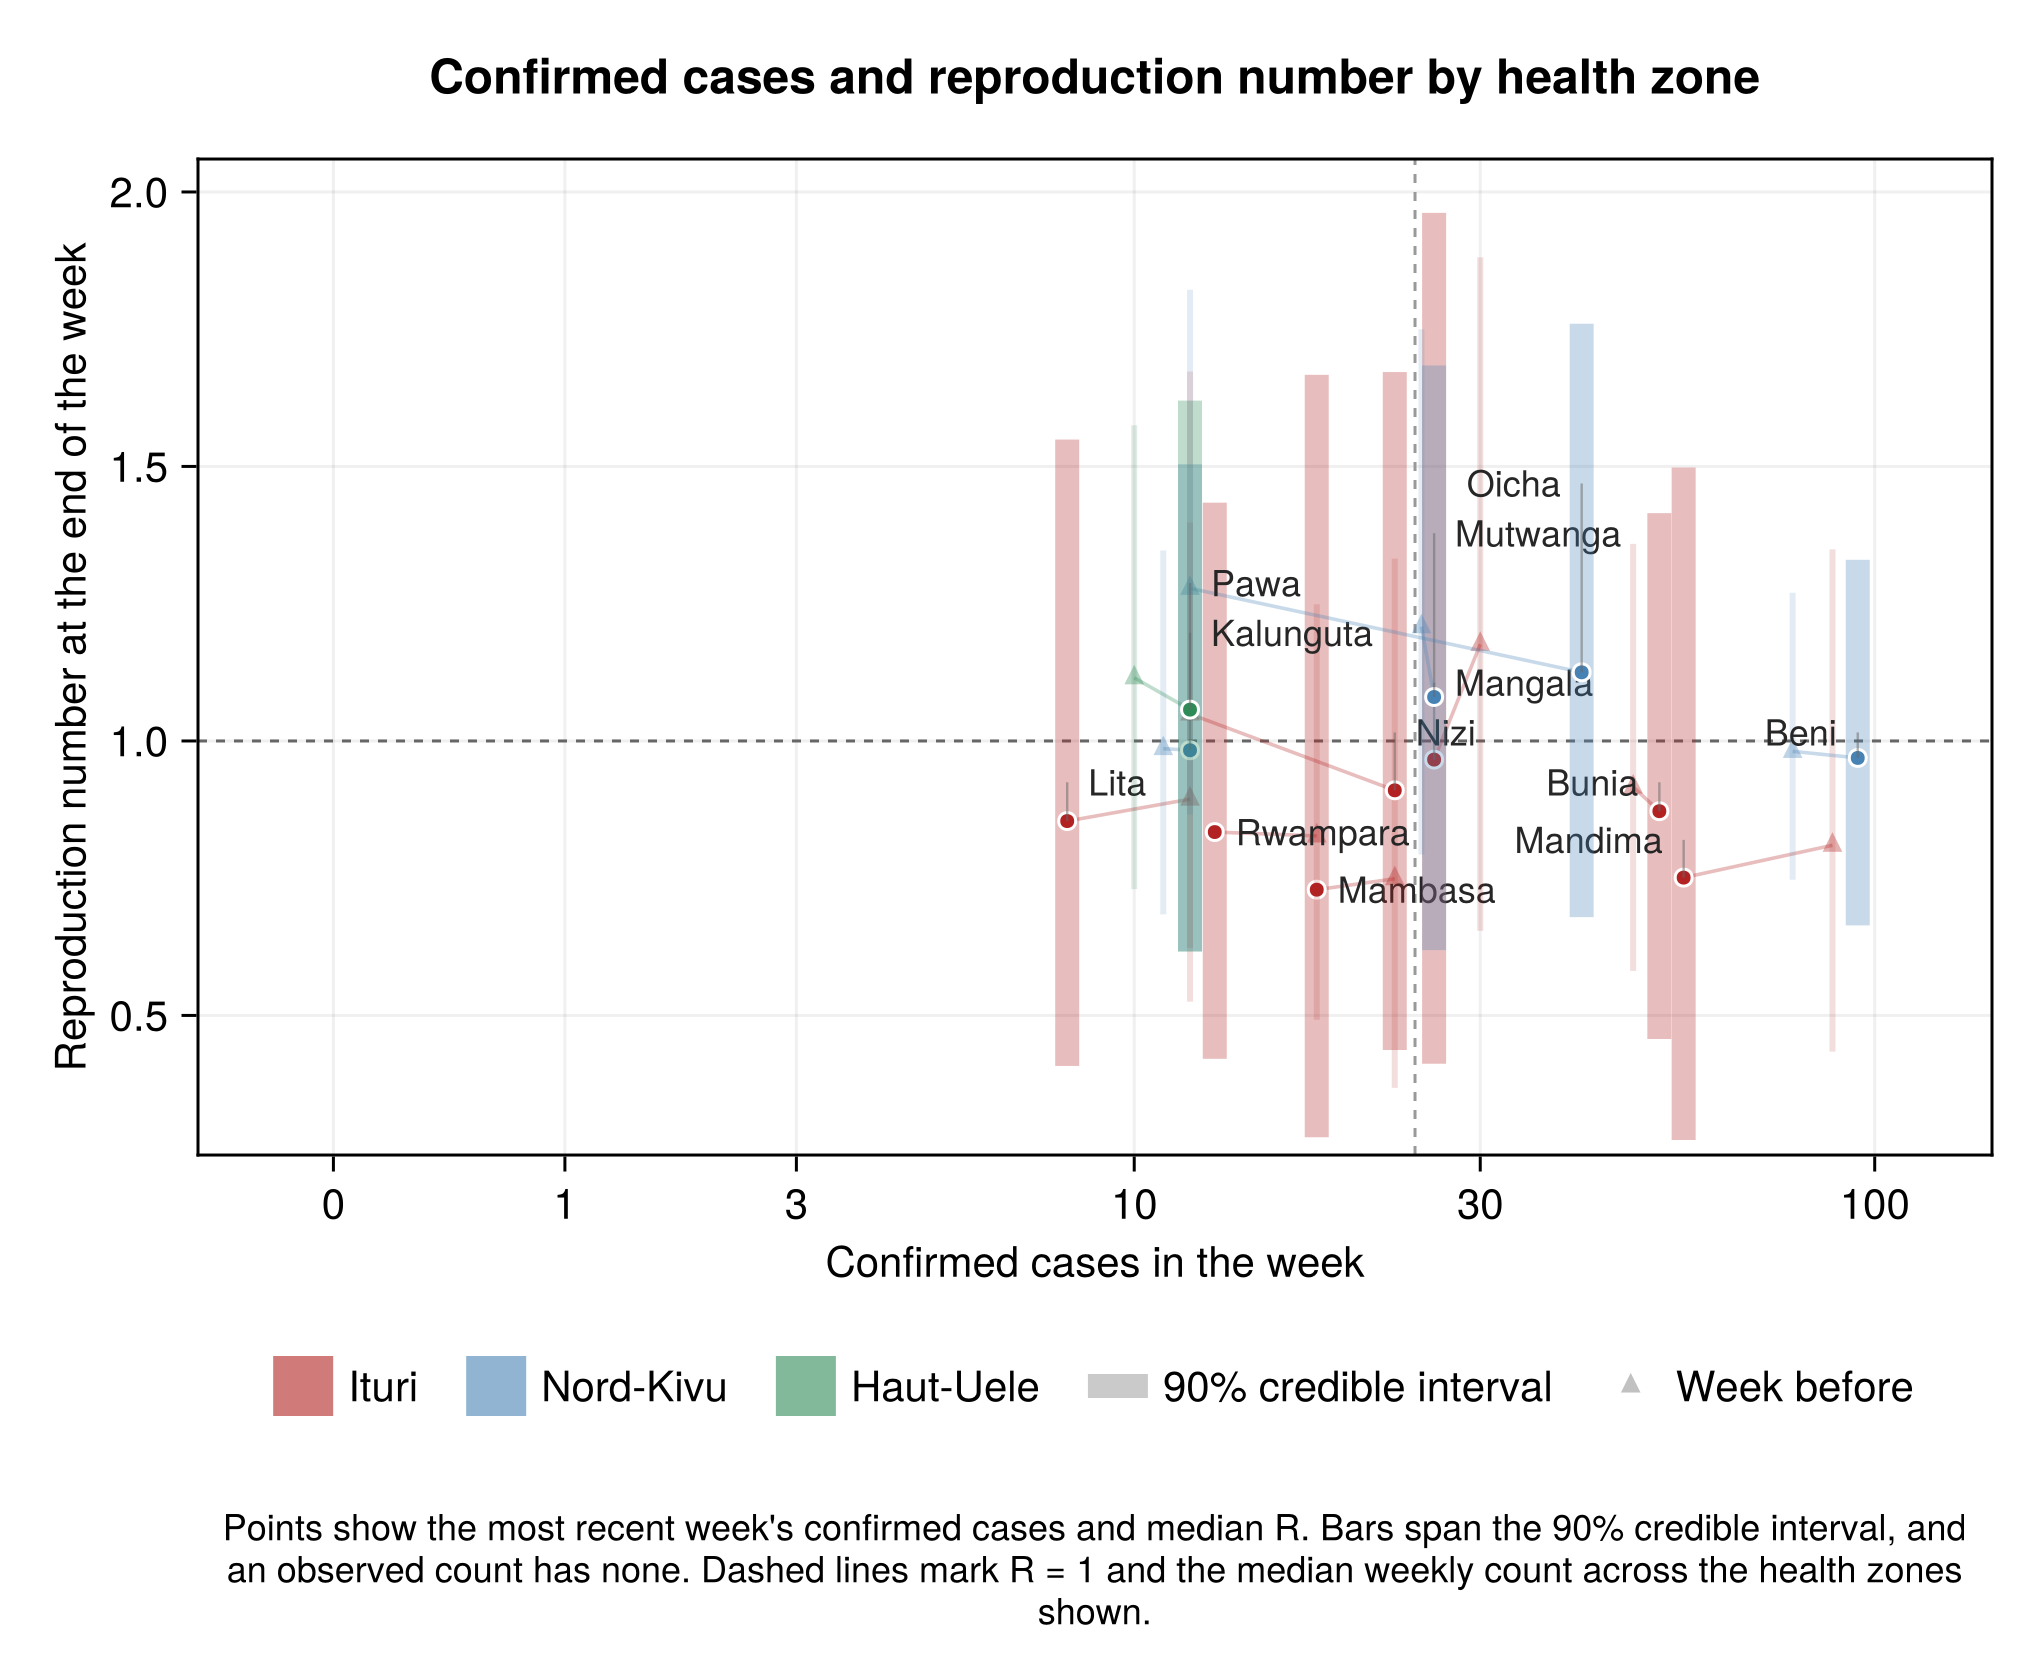 Confirmed cases and reproduction number by health zone
Reproduction number at the end of the week
2.0
1.5
1.0
0.5
Oicha
Mutwanga
Pawa
Kalunguta
Mangala
Nizi
Beni
Lita
Bunia
Rwampara
Mandima
Mambasa
0 1 3 10 30 100
Confirmed cases in the week
Ituri Nord-Kivu Haut-Uele 90% credible interval Week before
Points show the most recent week's confirmed cases and median R. Bars span the 90% credible interval, and
an observed count has none. Dashed lines mark R = 1 and the median weekly count across the health zones
shown.